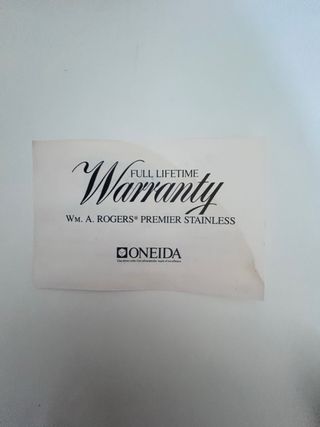 FULL LIFETIME
Warranty
WM. A. ROGERS® PREMIER STAINLESS
ONEIDA